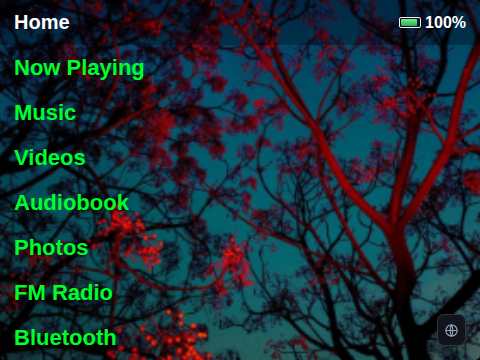 Home
100%
Now Playing
Music
Videos
Audiobook
Photos
FM Radio
Bluetooth